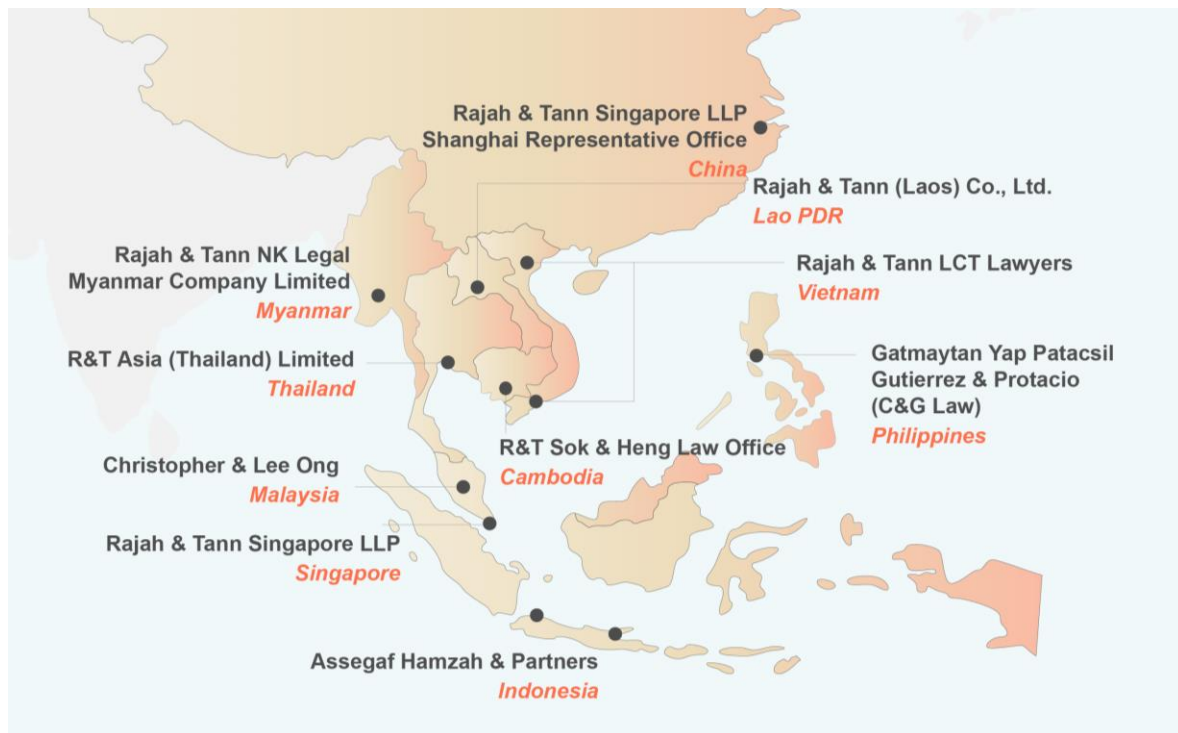 Rajah & Tann Singapore LLP
Shanghai Representative Office
China
Rajah & Tann (Laos) Co., Ltd.
Lao PDR
Rajah & Tann NK Legal
Myanmar Company Limited
Myanmar
Rajah & Tann LCT Lawyers
Vietnam
R&T Asia (Thailand) Limited
Thailand
Gatmaytan Yap Patacsil
Gutierrez & Protacio
(C&G Law)
Philippines
R&T Sok & Heng Law Office
Cambodia
Christopher & Lee Ong
Malaysia
Rajah & Tann Singapore LLP
Singapore
Assegaf Hamzah & Partners
Indonesia